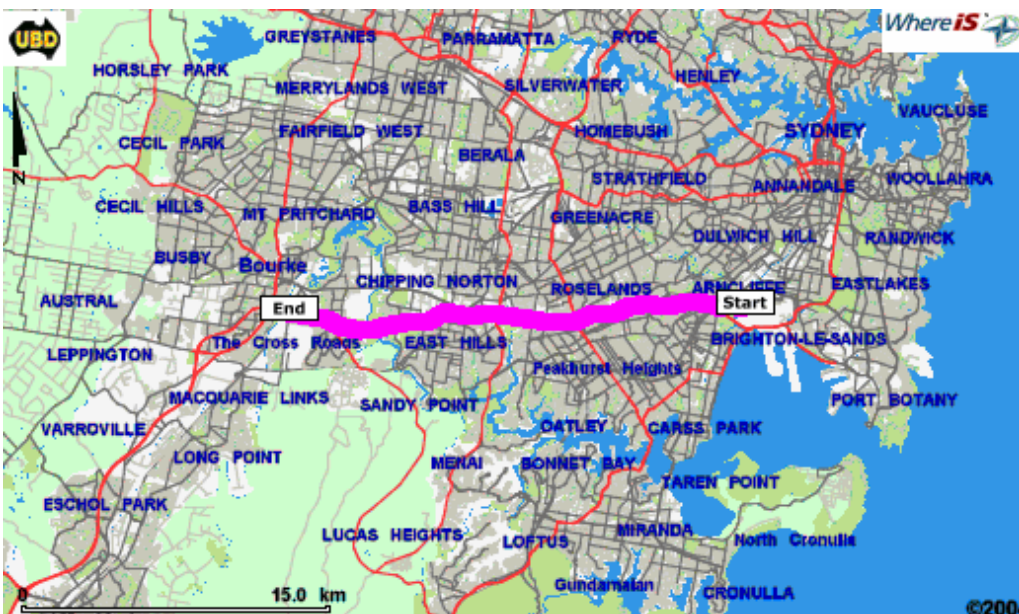 UBD
WhereiS
GREYSTANES
PARRAMATTA
RYDE
HORSLEY PARK
MERRYLANDS WEST
SILVERWATER
HENLEY
VAUCLUSE
CECIL PARK
FAIRFIELD WEST
HOMEBUSH
SYDNEY
BERALA
N
STRATHFIELD
ANNANDALE
WOOLLAHRA
CECIL HILLS
MT PRITCHARD
BASS HILL
GREENACRE
DULWICH HILL
RANDWICK
BUSBY
Bourke
CHIPPING NORTON
ROSELANDS
ARNCLIFFE
EASTLAKES
AUSTRAL
End
Start
LEPPINGTON
The Cross Roads
EAST HILLS
BRIGHTON-LE-SANDS
Peakhurst Heights
MACQUARIE LINKS
SANDY POINT
PORT BOTANY
VARROVILLE
LONG POINT
OATLEY
CARSS PARK
MENAI
BONNET BAY
TAREN POINT
ESCHOL PARK
LUCAS HEIGHTS
LOFTUS
MIRANDA
North Cronulla
Gundamaian
CRONULLA
0
15.0 km
©200